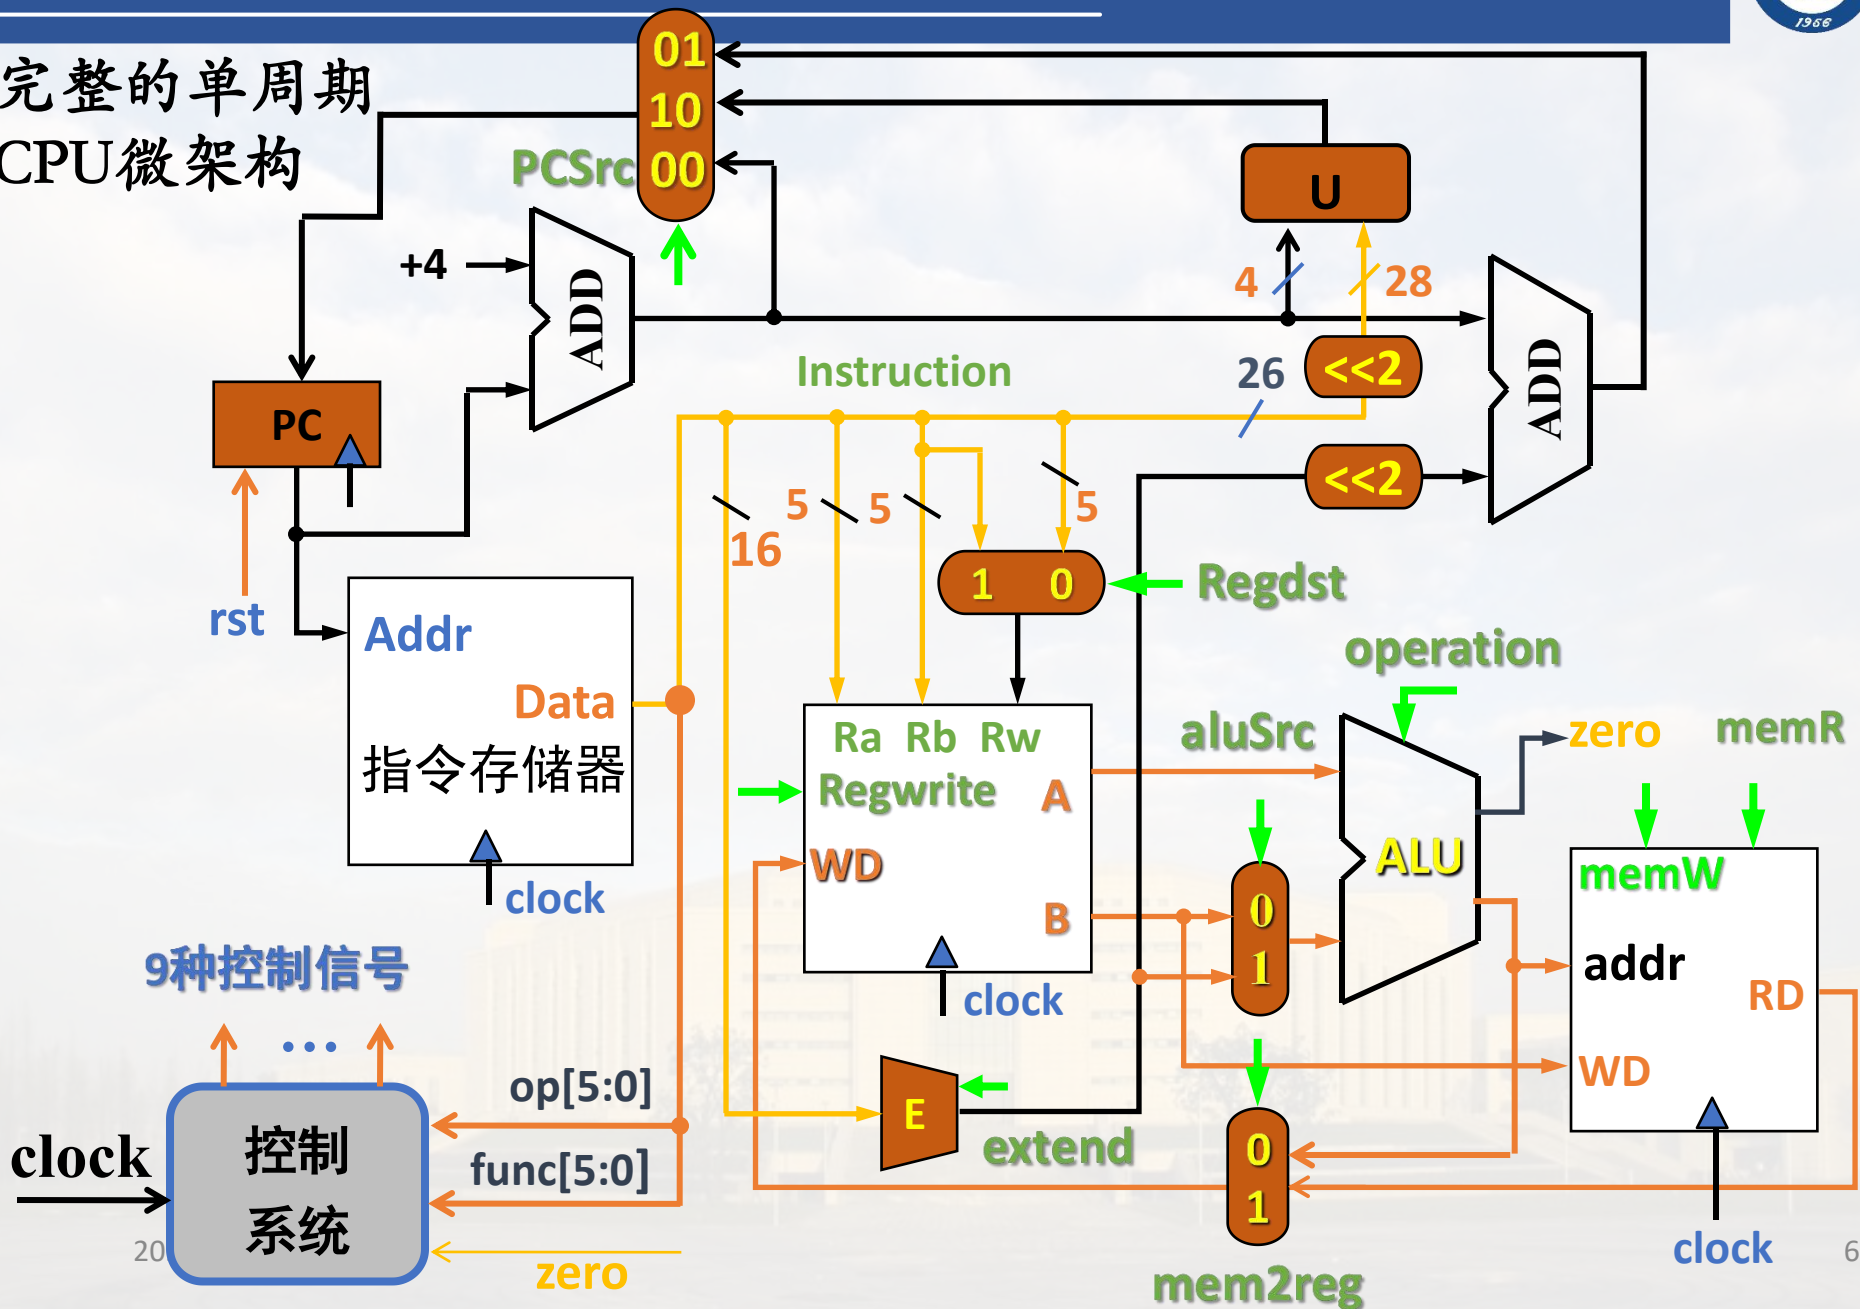 1966
完整的单周期
CPU微架构
01
10
00
PCSrc
U
+4
ADD
4
28
Instruction
26
<<2
ADD
PC
<<2
16
5
5
5
1 0
Regdst
rst
Addr
Data
指令存储器
clock
operation
Ra Rb Rw
Regwrite
A
WD
B
clock
aluSrc
zero
memR
ALU
0
1
memW
addr
RD
WD
clock
9种控制信号
...
op[5:0]
func[5:0]
zero
clock
控制
系统
E
extend
0
1
mem2reg
20
6